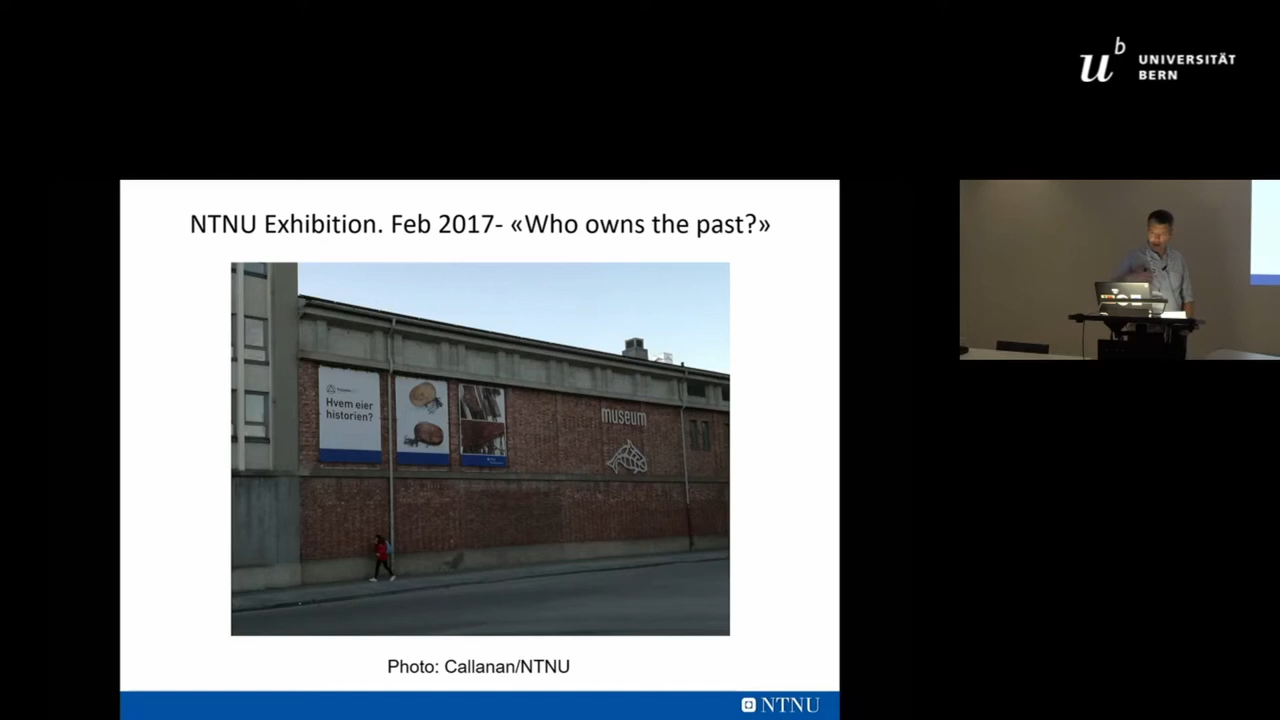 u^b UNIVERSITÄT
BERN
NTNU Exhibition. Feb 2017- «Who owns the past?»
Hvem eier
historien?
museum
Photo: Callanan/NTNU
NTNU